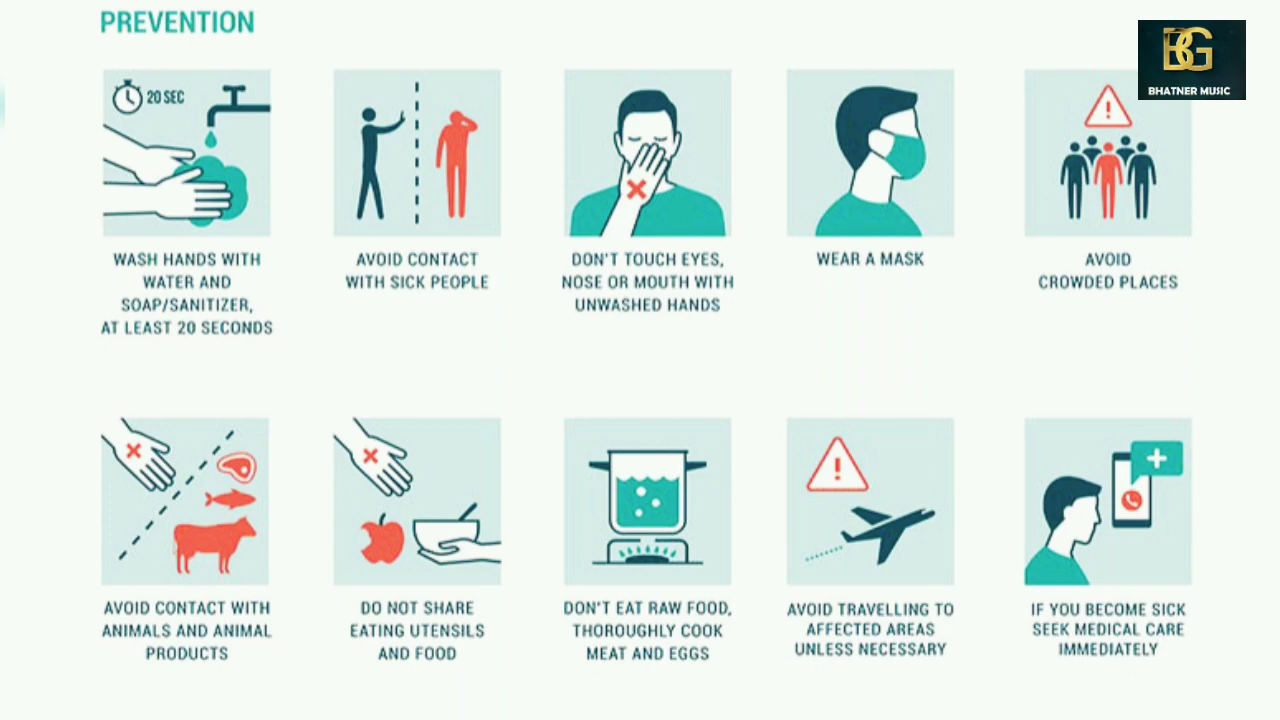 PREVENTION
BG
BHATNER MUSIC
20 SEC
WASH HANDS WITH
WATER AND
SOAP/SANITIZER,
AT LEAST 20 SECONDS
AVOID CONTACT
WITH SICK PEOPLE
DON'T TOUCH EYES,
NOSE OR MOUTH WITH
UNWASHED HANDS
WEAR A MASK
AVOID
CROWDED PLACES
AVOID CONTACT WITH
ANIMALS AND ANIMAL
PRODUCTS
DO NOT SHARE
EATING UTENSILS
AND FOOD
DON'T EAT RAW FOOD,
THOROUGHLY COOK
MEAT AND EGGS
AVOID TRAVELLING TO
AFFECTED AREAS
UNLESS NECESSARY
IF YOU BECOME SICK
SEEK MEDICAL CARE
IMMEDIATELY